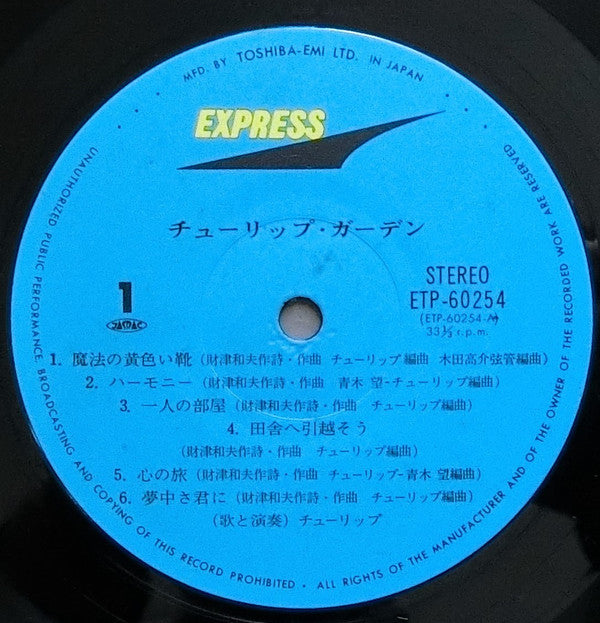 MFD. BY TOSHIBA-EMI LTD. IN JAPAN
EXPRESS
チューリップ・ガーデン
1
JASRAC
STEREO
ETP-60254
(ETP-60254-A)
33⅓ r.p.m.
1. 魔法の黄色い靴(財津和夫作詩・作曲 チューリップ編曲 木田高介弦管編曲)
2. ハーモニー(財津和夫作詩・作曲 青木 望-チューリップ編曲)
3. 一人の部屋(財津和夫作詩・作曲 チューリップ編曲)
4. 田舎へ引越そう
(財津和夫作詩・作曲 チューリップ編曲)
5. 心の旅(財津和夫作詩・作曲 チューリップ-青木 望編曲)
6. 夢中さ君に(財津和夫作詩・作曲 チューリップ編曲)
(歌と演奏)チューリップ
UNAUTHORIZED PUBLIC PERFORMANCE, BROADCASTING AND COPYING OF THIS RECORD PROHIBITED • ALL RIGHTS OF THE MANUFACTURER AND OF THE OWNER OF THE RECORDED WORK ARE RESERVED